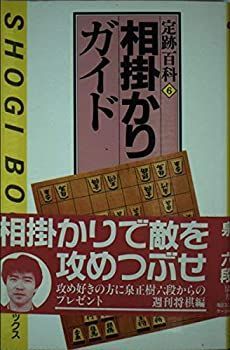 SHOGI BO
定跡百科
6
相掛かり
ガイド
相掛かりで敵を
攻めつぶせ
攻め好きの方に泉正樹六段からの
プレゼント
週刊将棋編
泉
六段
ックス